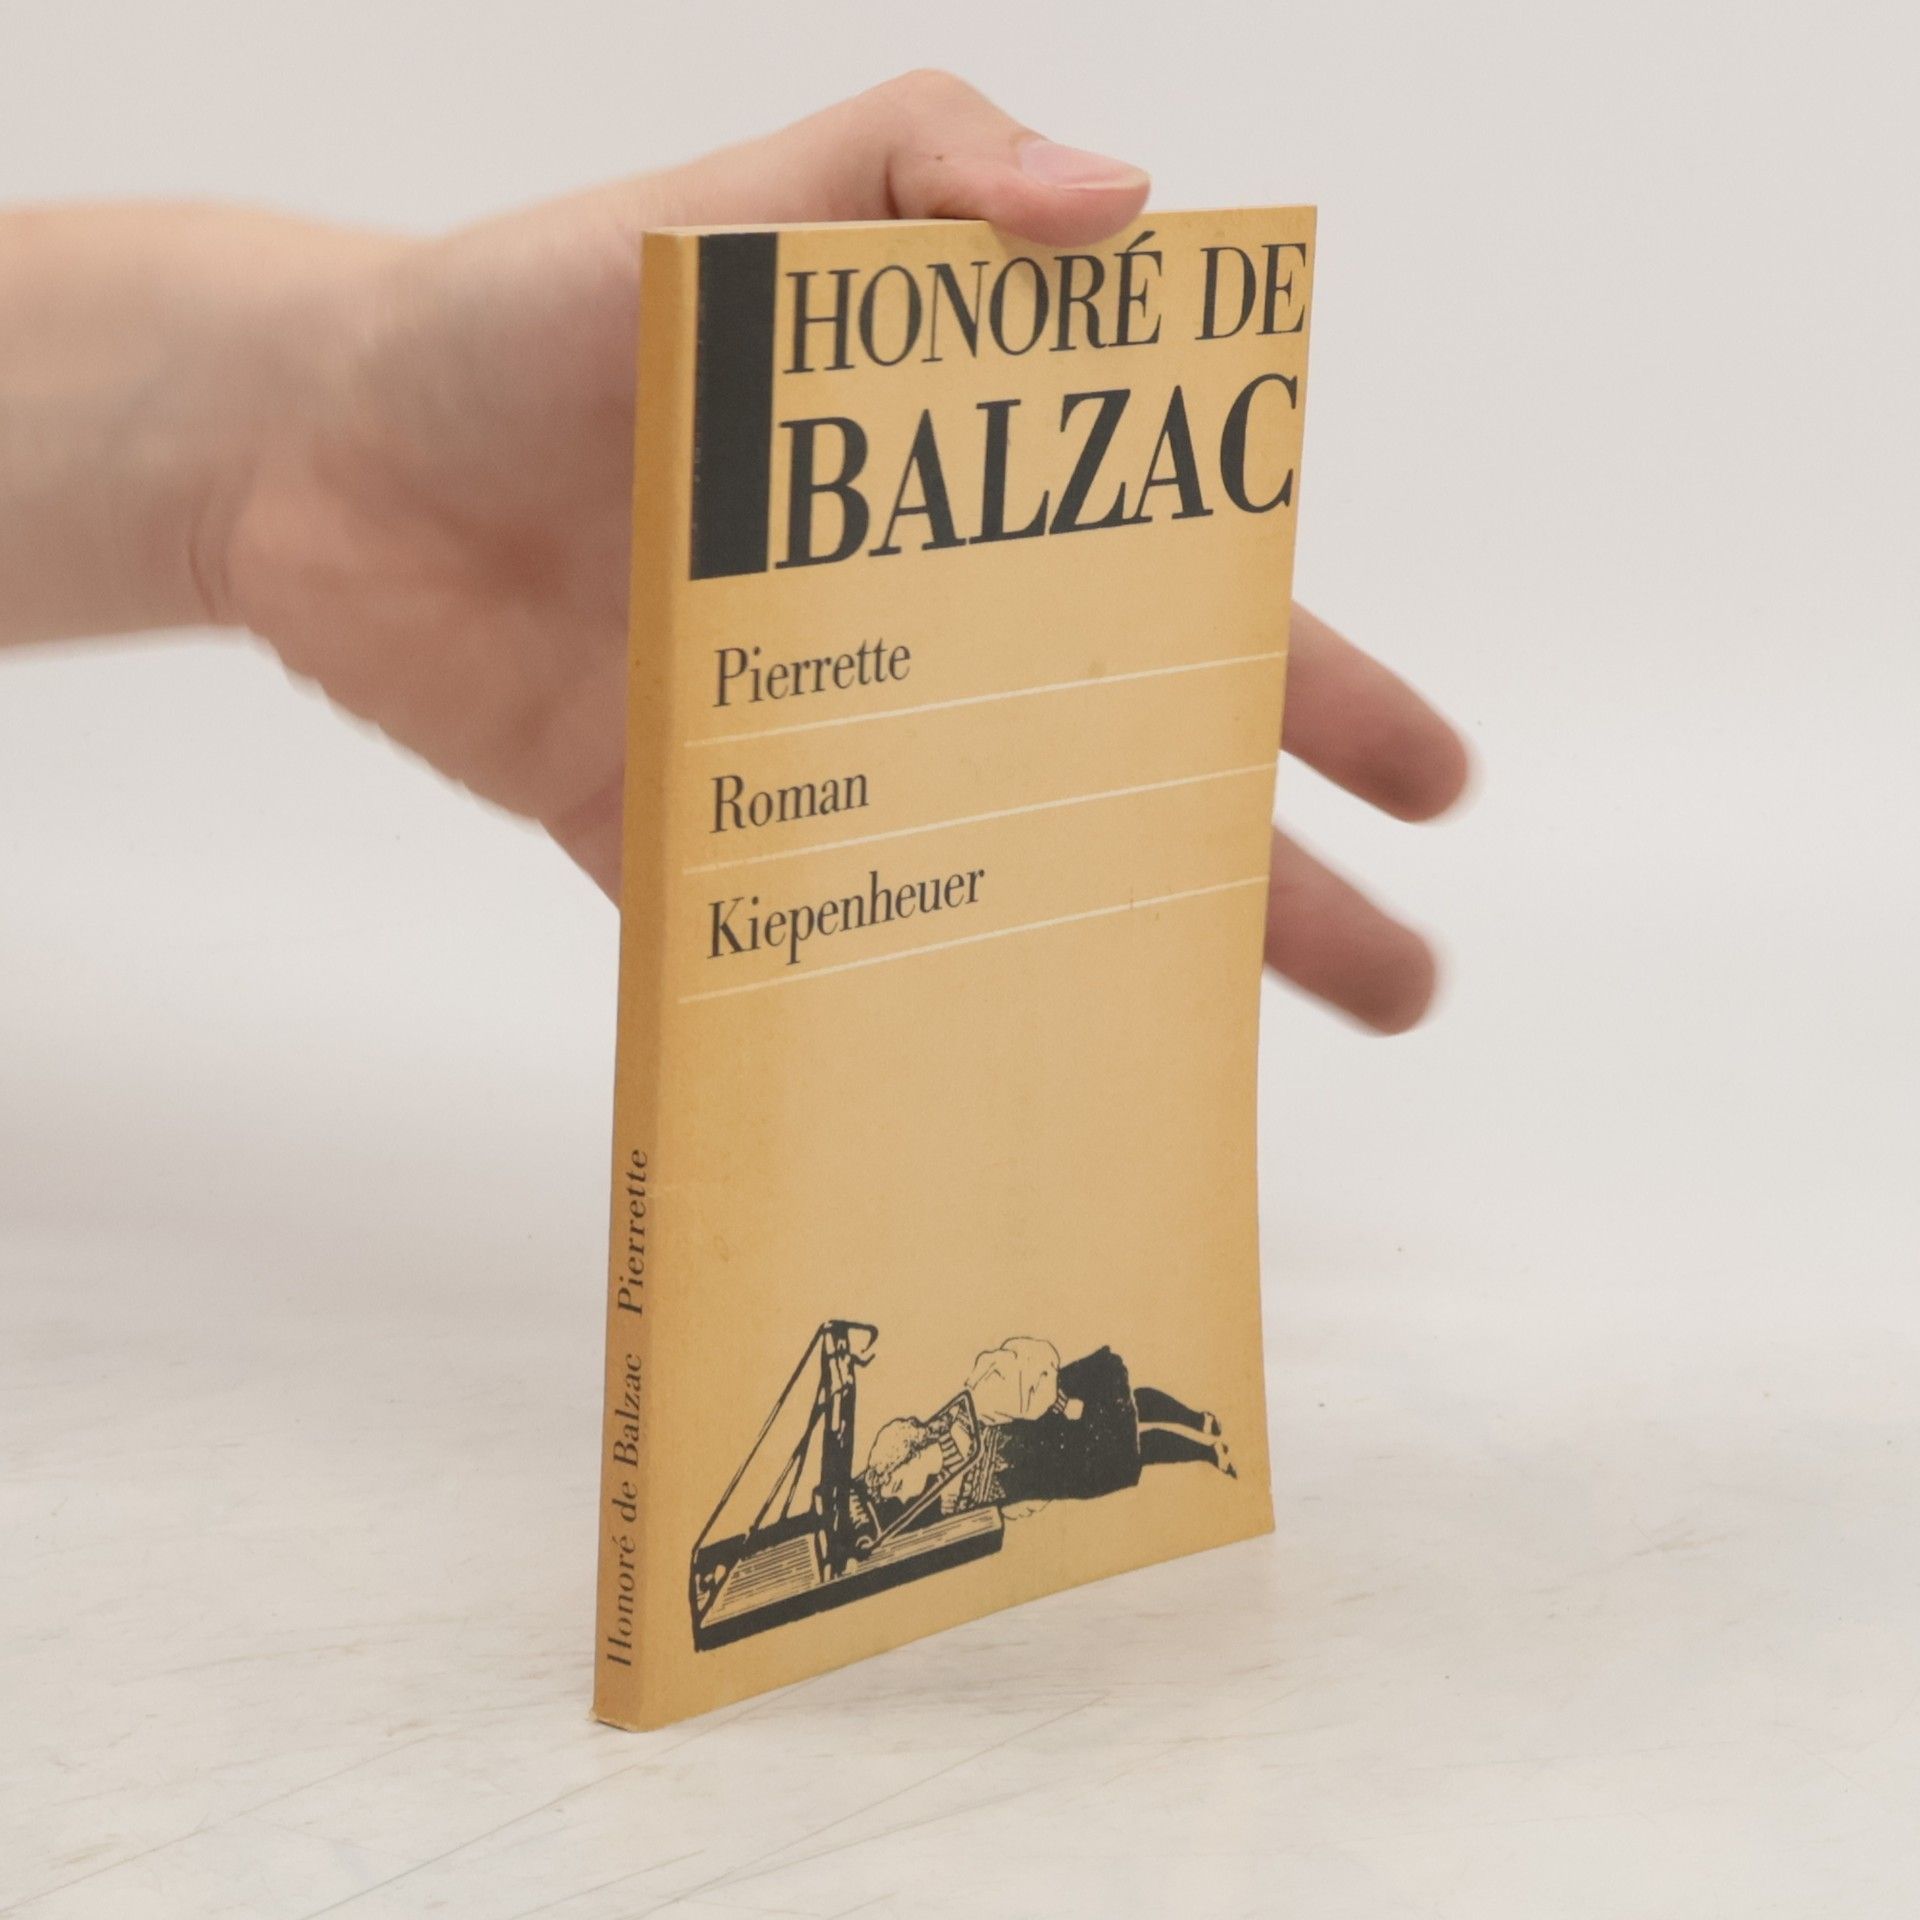 HONORÉ DE
BALZAC
Pierrette
Roman
Kiepenheuer
Honoré de Balzac Pierrette